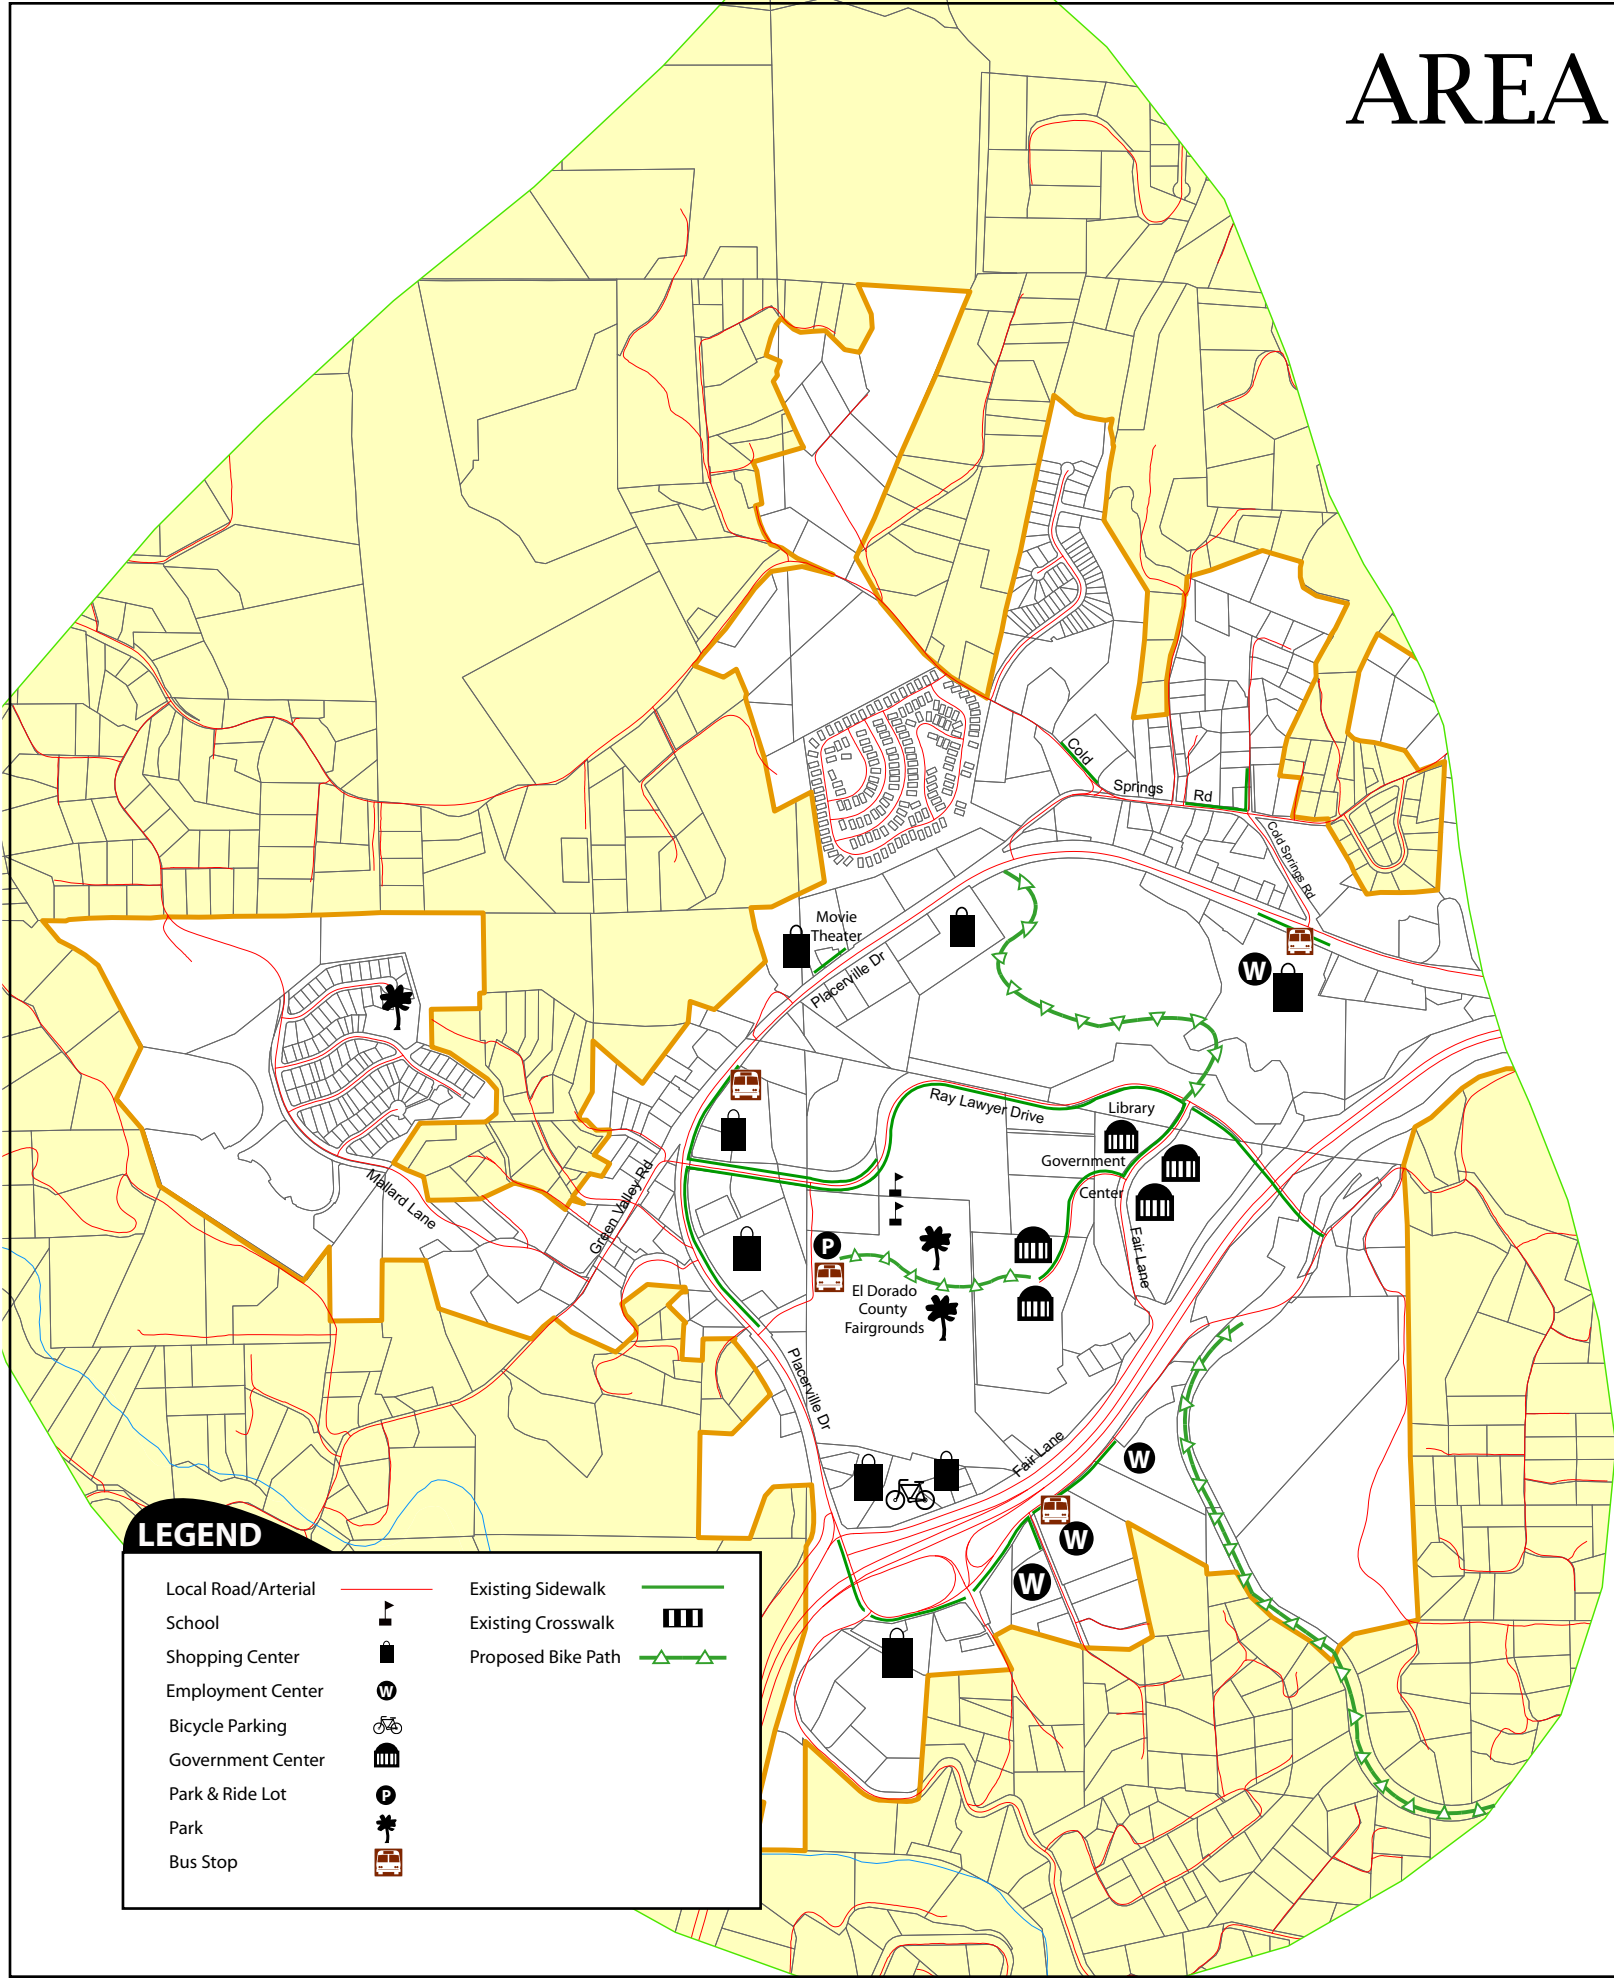 AREA
Cold
Springs
Rd
Cold Springs Rd
Movie
Theater
Placerville Dr
Ray Lawyer Drive
Library
Government
Center
Mallard Lane
Green Valley Rd
Fair Lane
P
El Dorado
County
Fairgrounds
W
Placerville Dr
Fair Lane
W
W
W
LEGEND
Local Road/Arterial
School
Shopping Center
Employment Center
W
Bicycle Parking
Government Center
Park & Ride Lot
P
Park
Bus Stop
Existing Sidewalk
Existing Crosswalk
Proposed Bike Path